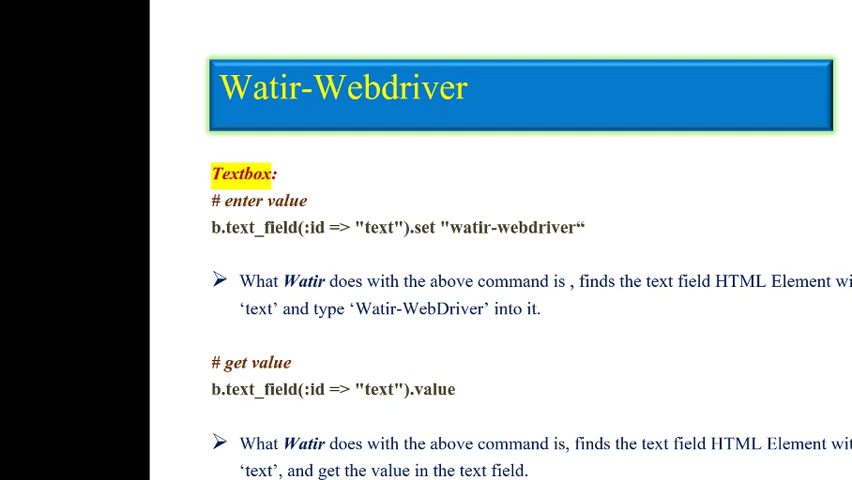 Watir-Webdriver
Textbox:
# enter value
b.text_field(:id => "text").set "watir-webdriver“
➢ What Watir does with the above command is , finds the text field HTML Element
‘text’ and type ‘Watir-WebDriver’ into it.
# get value
b.text_field(:id => "text").value
➢ What Watir does with the above command is, finds the text field HTML Element
‘text’, and get the value in the text field.